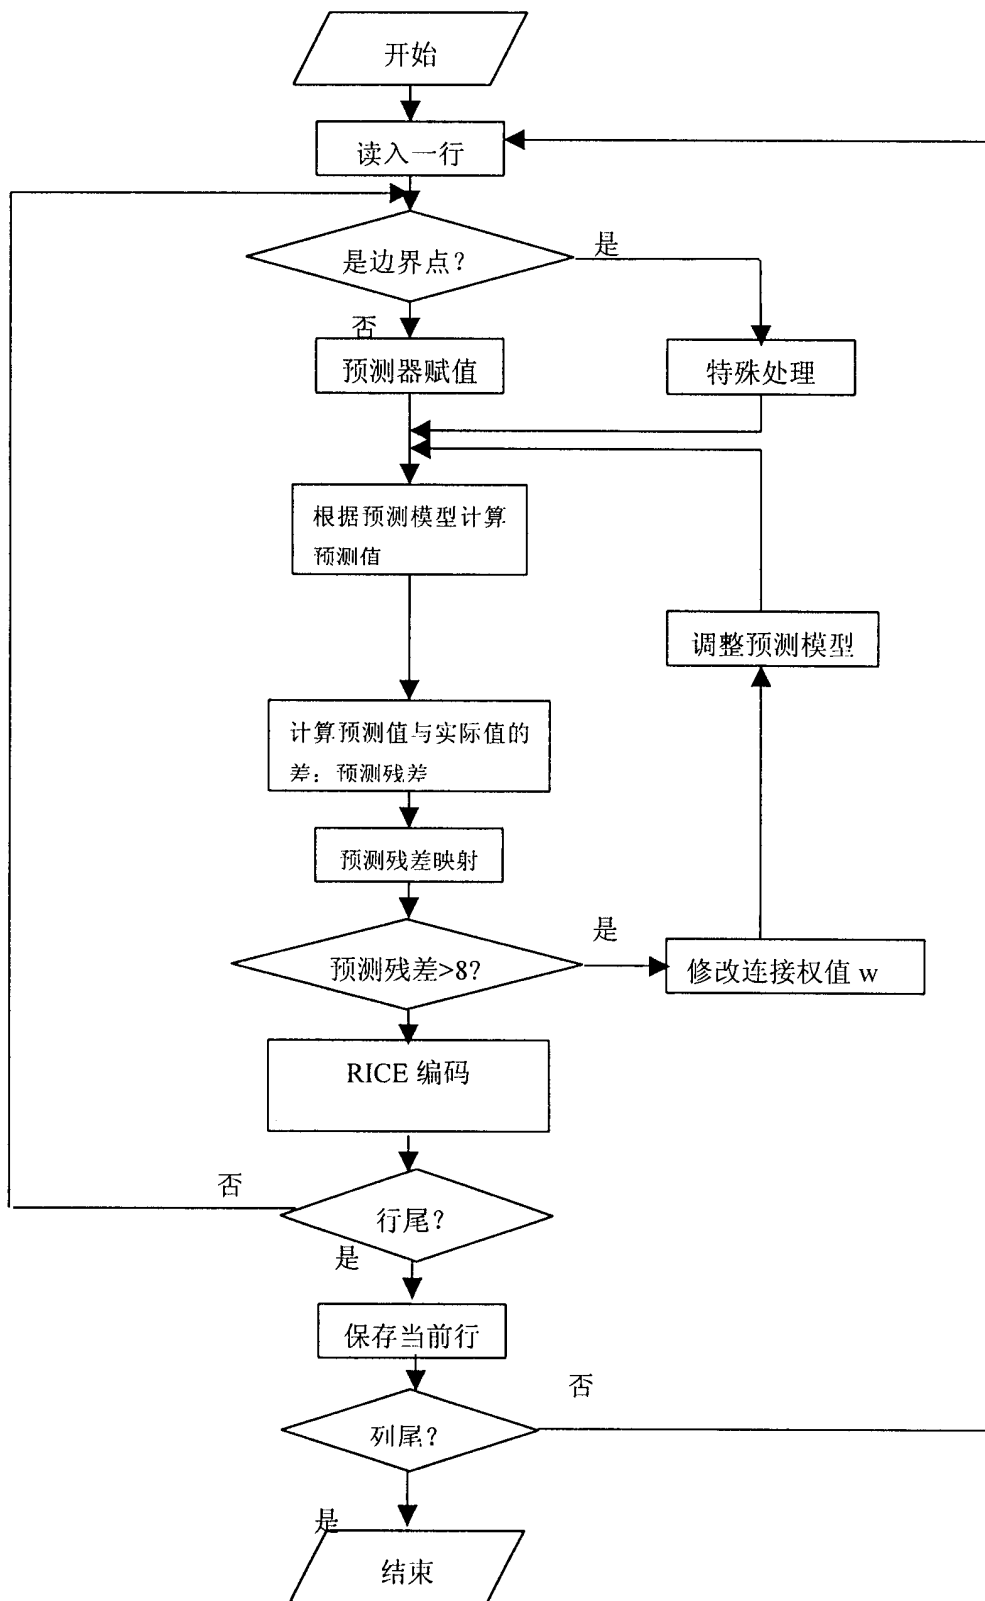 开始
读入一行
是边界点?
是
否
预测器赋值
特殊处理
根据预测模型计算
预测值
调整预测模型
计算预测值与实际值的
差：预测残差
预测残差映射
预测残差>8?
是
修改连接权值 w
RICE 编码
否
行尾?
是
保存当前行
否
列尾?
是
结束